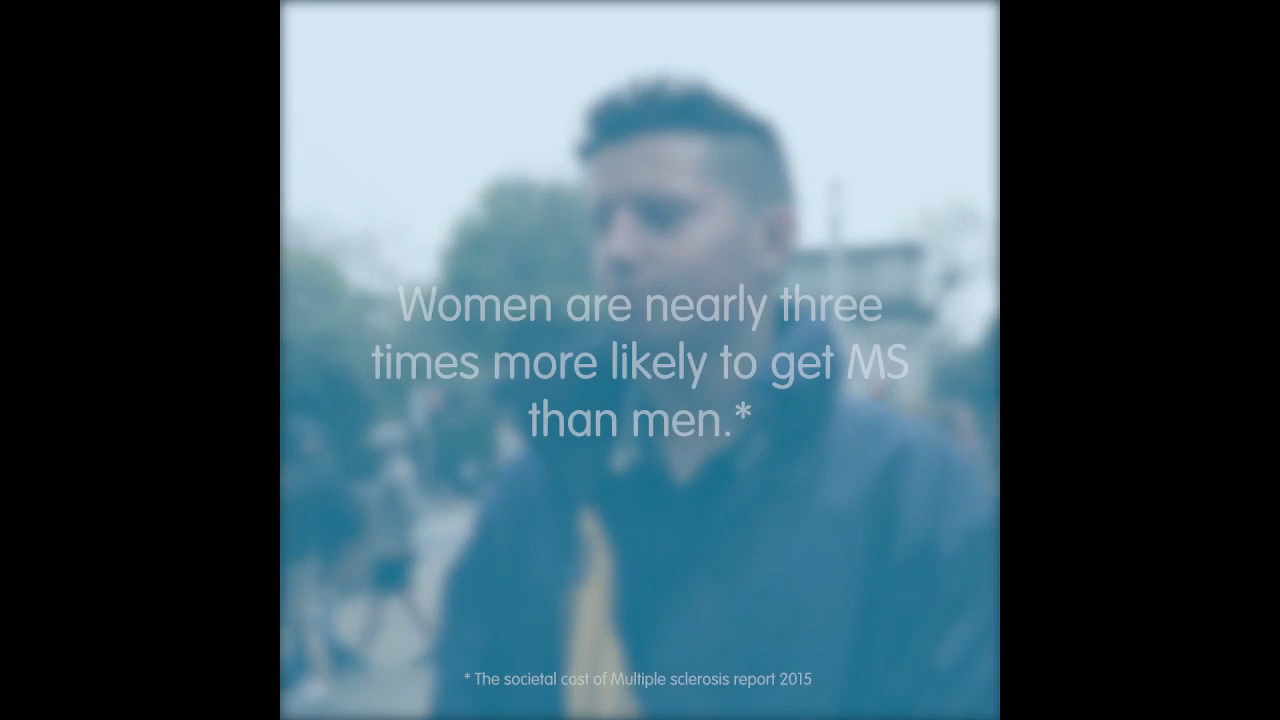 Women are nearly three
times more likely to get MS
than men.*
* The societal cost of Multiple sclerosis report 2015